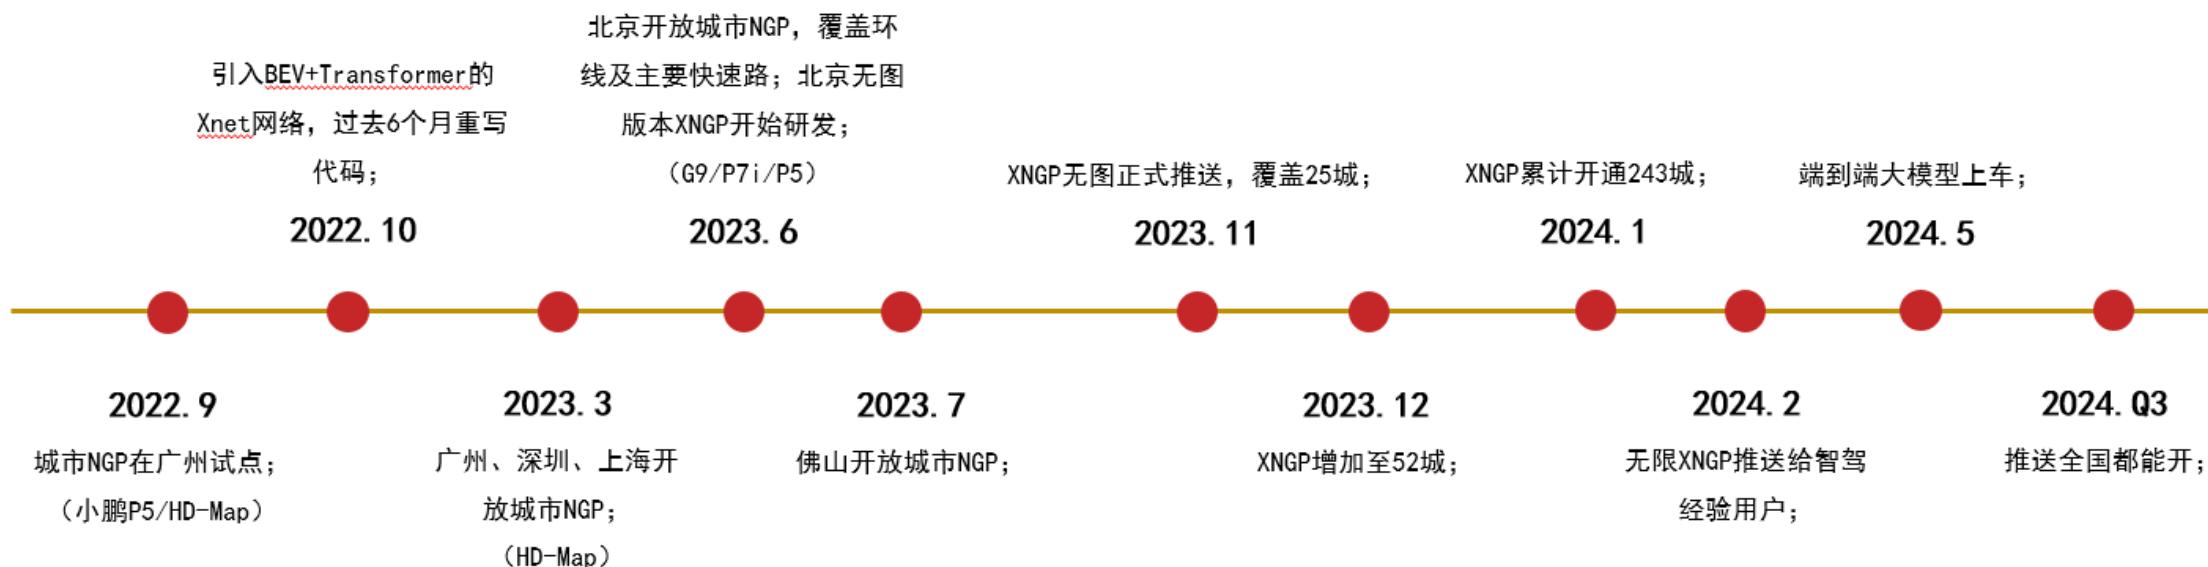 引入BEV+Transformer的
Xnet网络，过去6个月重写
代码；
2022.10
北京开放城市NGP，覆盖环
线及主要快速路；北京无图
版本XNGP开始研发；
（G9/P7i/P5）
2023.6
XNGP无图正式推送，覆盖25城；
2023.11
XNGP累计开通243城；
2024.1
端到端大模型上车；
2024.5
2022.9
城市NGP在广州试点；
（小鹏P5/HD-Map）
2023.3
广州、深圳、上海开
放城市NGP；
（HD-Map）
2023.7
佛山开放城市NGP；
2023.12
XNGP增加至52城；
2024.2
无限XNGP推送给智驾
经验用户；
2024.Q3
推送全国都能开；